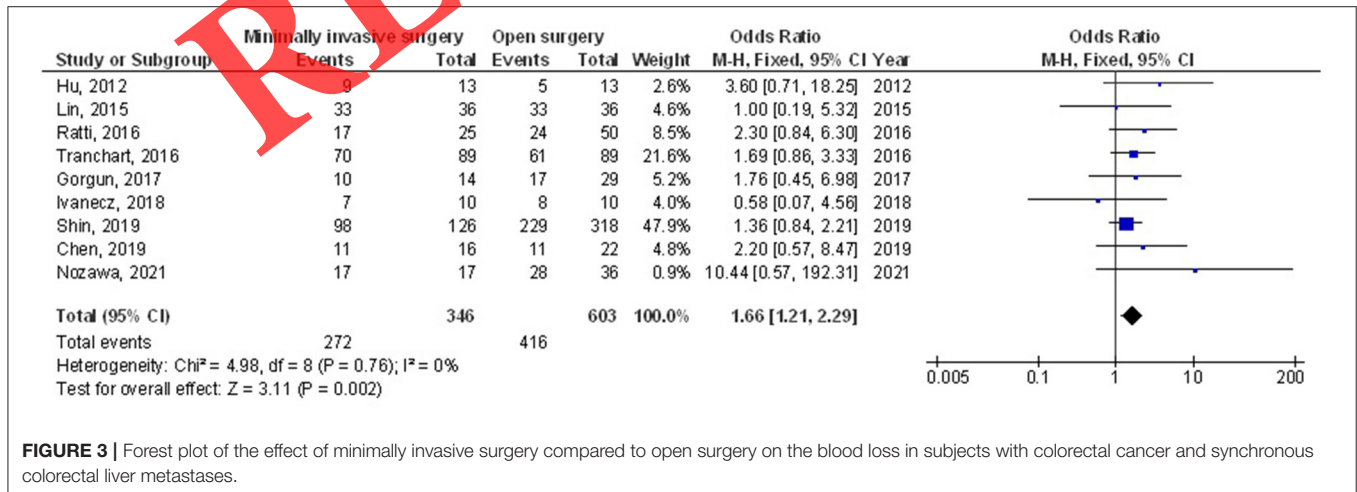 RE
Minimally invasive surgery Open surgery Odds Ratio Odds Ratio
Study or Subgroup Events Total Events Total Weight M-H, Fixed, 95% CI Year M-H, Fixed, 95% CI
Hu, 2012 9 13 5 13 2.6% 3.60 [0.71, 18.25] 2012
Lin, 2015 33 36 33 36 4.6% 1.00 [0.19, 5.32] 2015
Ratti, 2016 17 25 24 50 8.5% 2.30 [0.84, 6.30] 2016
Tranchart, 2016 70 89 61 89 21.6% 1.69 [0.86, 3.33] 2016
Gorgun, 2017 10 14 17 29 5.2% 1.76 [0.45, 6.98] 2017
Ivanecz, 2018 7 10 8 10 4.0% 0.58 [0.07, 4.56] 2018
Shin, 2019 98 126 229 318 47.9% 1.36 [0.84, 2.21] 2019
Chen, 2019 11 16 11 22 4.8% 2.20 [0.57, 8.47] 2019
Nozawa, 2021 17 17 28 36 0.9% 10.44 [0.57, 192.31] 2021
Total (95% CI) 346 603 100.0% 1.66 [1.21, 2.29]
Total events 272 416
Heterogeneity: Chi² = 4.98, df = 8 (P = 0.76); I² = 0%
Test for overall effect: Z = 3.11 (P = 0.002)
0.005 0.1 1 10 200
FIGURE 3 | Forest plot of the effect of minimally invasive surgery compared to open surgery on the blood loss in subjects with colorectal cancer and synchronous
colorectal liver metastases.